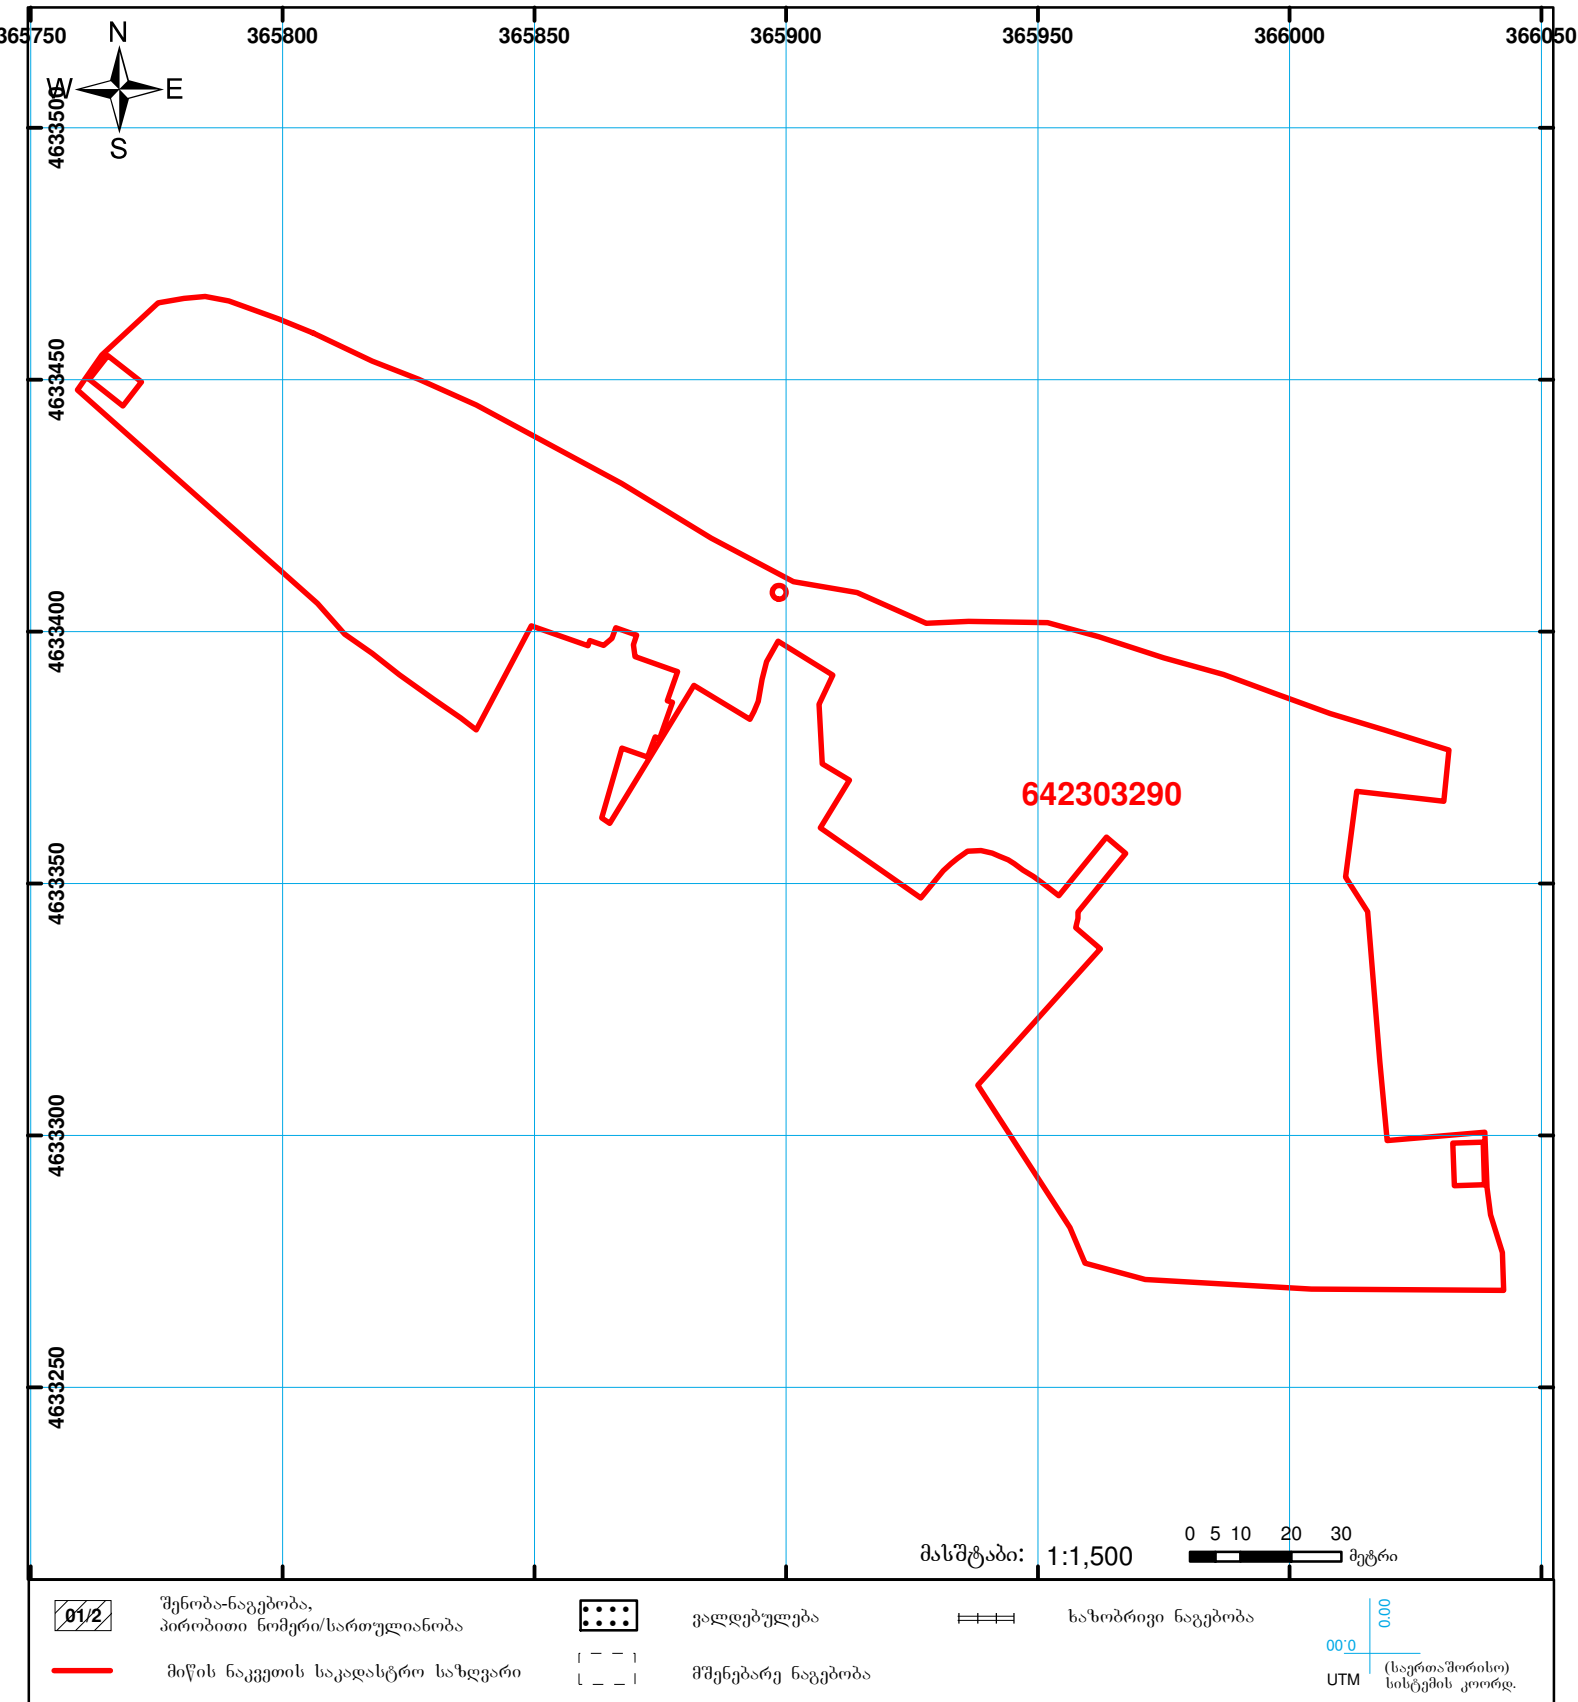 365750 365800 365850 365900 365950 366000 366050
N
W E
S
4633500
4633450
4633400
4633350
4633300
4633250
642303290
მასშტაბი: 1:1,500
0 5 10 20 30
მეტრი
01/2
შენობა-ნაგებობა,
პირობითი ნომერი/სართულიანობა
ვალდებულება
ხაზობრივი ნაგებობა
მიწის ნაკვეთის საკადასტრო საზღვარი
მშენებარე ნაგებობა
0.00
00.0
UTM
(საერთაშორისო)
სისტემის კოორდ.